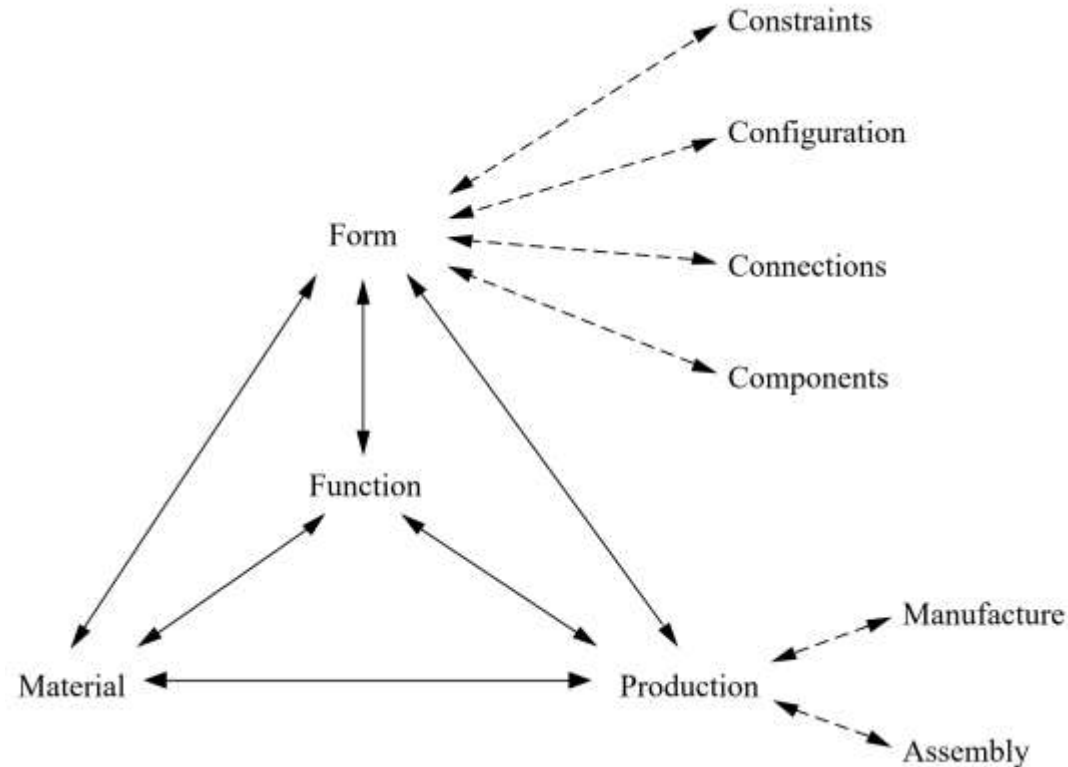 Constraints
Configuration
Form
Connections
Components
Function
Manufacture
Material
Production
Assembly